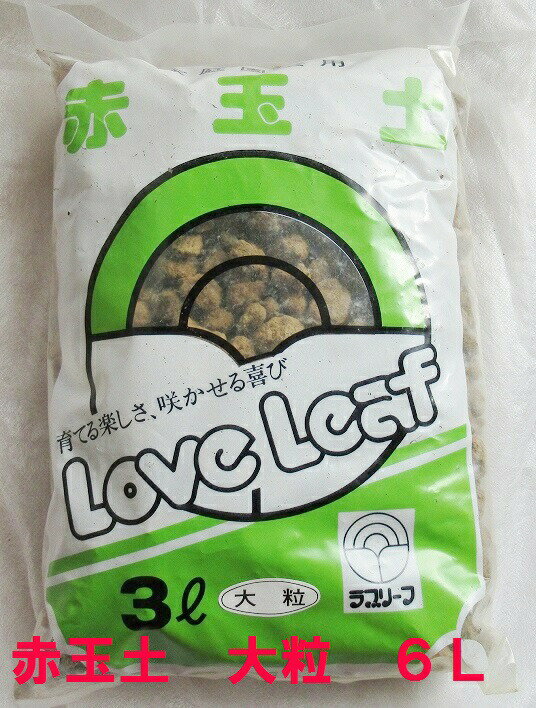 赤玉土
育てる楽しさ、咲かせる喜び
Love Leaf
3ℓ
大粒
ラブリーフ
赤玉土 大粒 6L